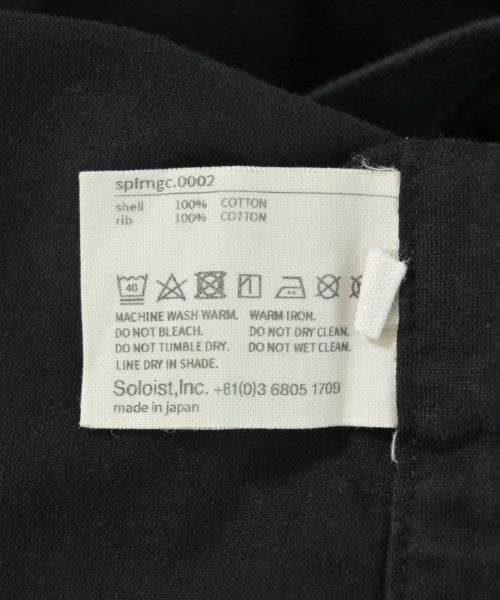 splmgc.0002
shell 100% COTTON
rib 100% COTTON
40
MACHINE WASH WARM. WARM IRON.
DO NOT BLEACH. DO NOT DRY CLEAN.
DO NOT TUMBLE DRY. DO NOT WET CLEAN.
LINE DRY IN SHADE.
Soloist,Inc. +81(0)3 6805 1709
made in japan